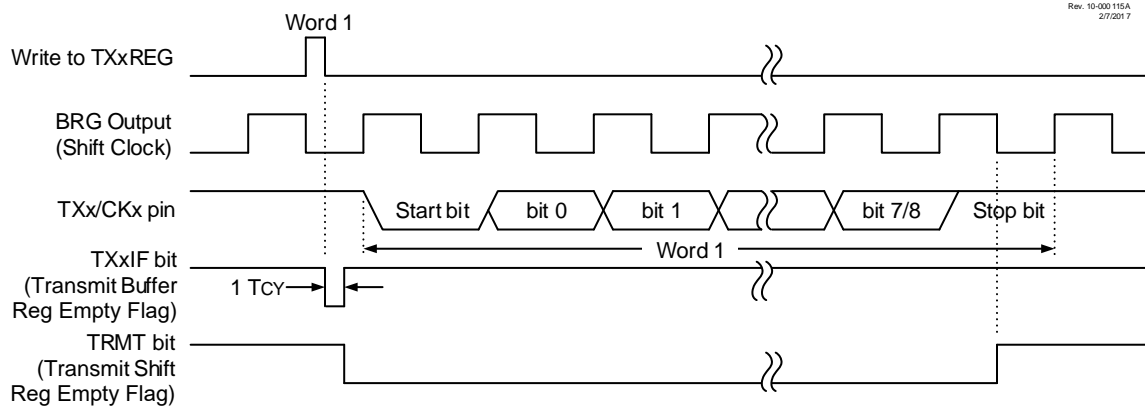 Rev. 10-000 115A
2/7/2017
Word 1
Write to TXxREG
BRG Output
(Shift Clock)
TXx/CKx pin
Start bit
bit 0
bit 1
bit 7/8
Stop bit
Word 1
TXxIF bit
(Transmit Buffer
Reg Empty Flag)
1 TCY
TRMT bit
(Transmit Shift
Reg Empty Flag)